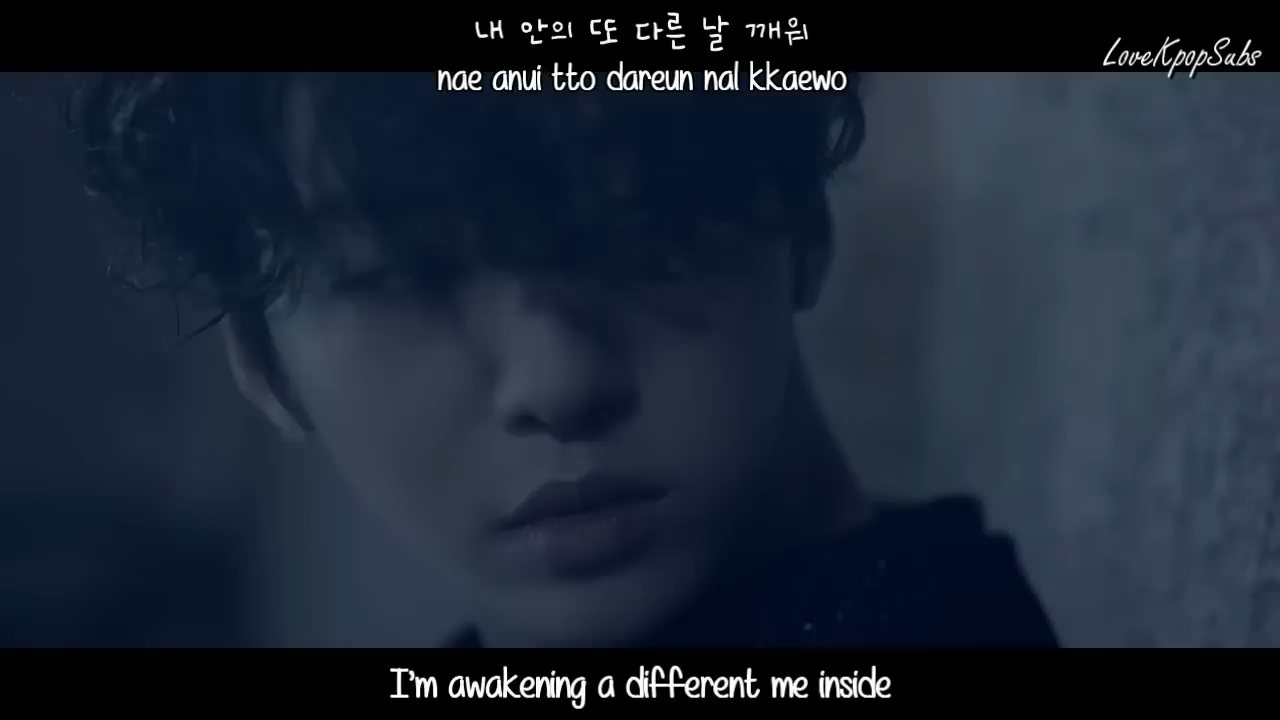 내 안의 또 다른 날 깨워
LoveKpopSubs
nae anui tto dareun nal kkaewo
I'm awakening a different me inside